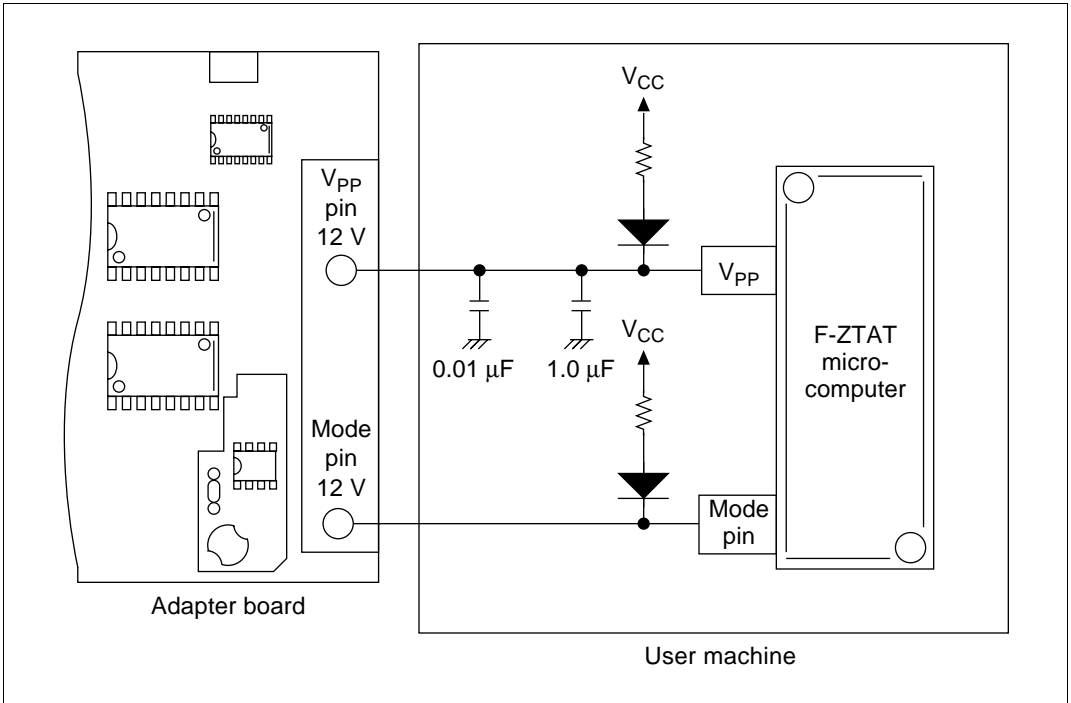 V_PP
pin
12 V
Mode
pin
12 V
Adapter board
V_CC
V_PP
0.01 μF
1.0 μF
V_CC
Mode
pin
F-ZTAT
micro-
computer
User machine